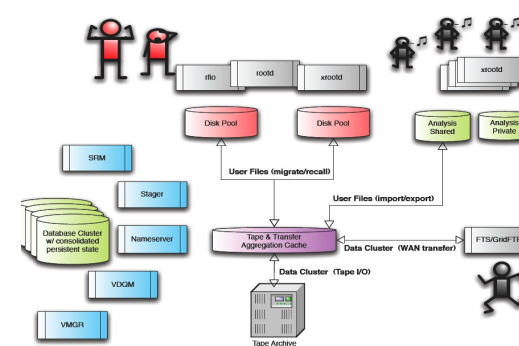 rfio
rootd
xrootd
xrootd
Disk Pool
Disk Pool
Analysis
Shared
Analysis
Private
SRM
User Files (migrate/recall)
Stager
User Files (import/export)
Database Cluster
w/ consolidated
persistent state
Nameserver
Tape & Transfer
Aggregation Cache
Data Cluster (WAN transfer)
FTS/GridFTP
Data Cluster (Tape I/O)
VDQM
VMGR
Tape Archive